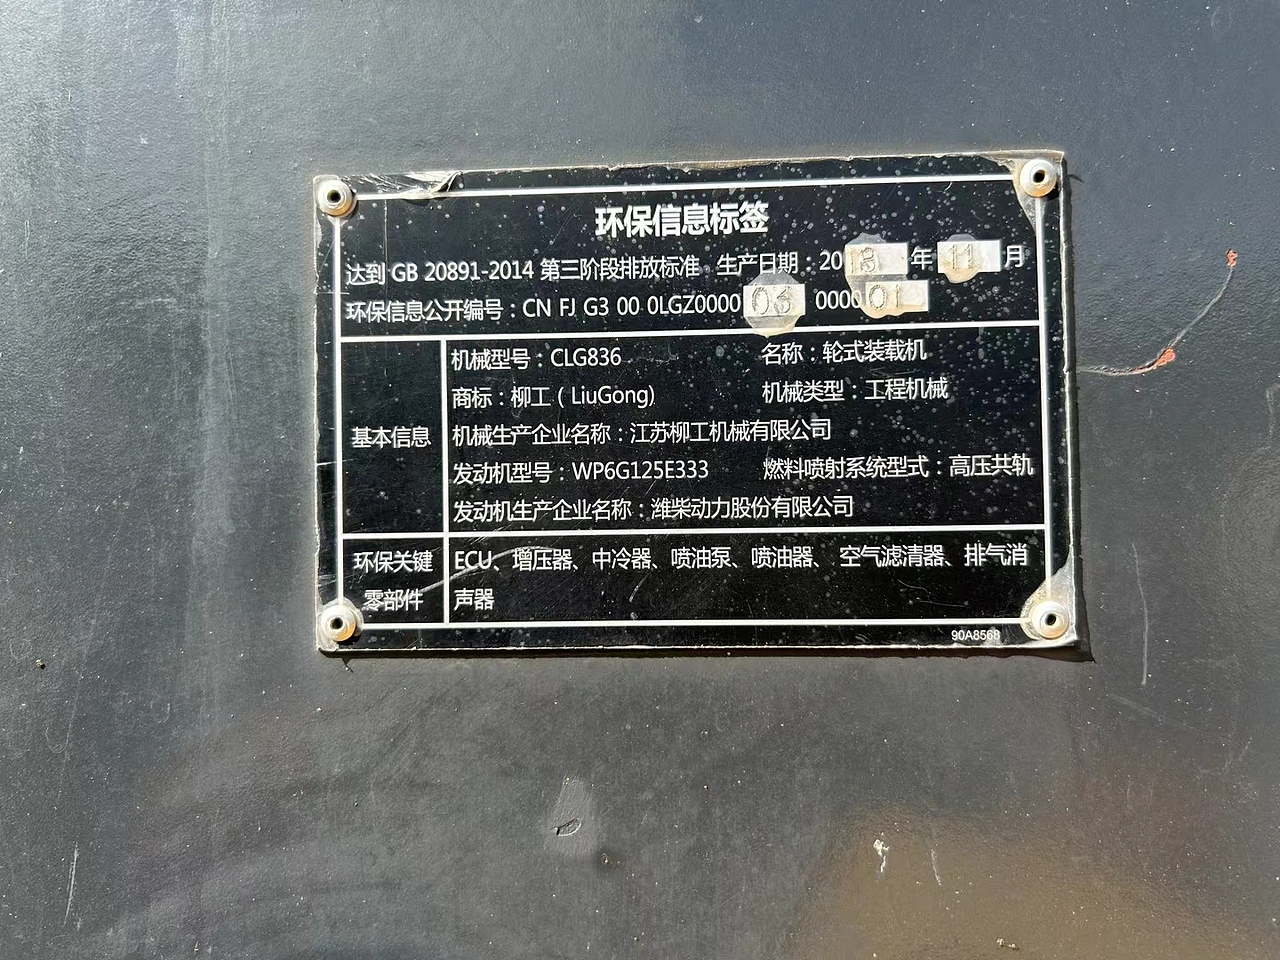 环保信息标签
达到 GB 20891-2014 第三阶段排放标准 生产日期：2018 年 11 月
环保信息公开编号：CN FJ G3 00 0LGZ0000 03 0000 01
基本信息
机械型号：CLG836 名称：轮式装载机
商标：柳工（LiuGong) 机械类型：工程机械
机械生产企业名称：江苏柳工机械有限公司
发动机型号：WP6G125E333 燃料喷射系统型式：高压共轨
发动机生产企业名称：潍柴动力股份有限公司
环保关键
零部件
ECU、增压器、中冷器、喷油泵、喷油器、 空气滤清器、排气消
声器
90A8568